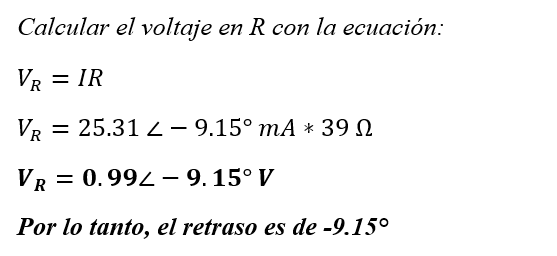 Calcular el voltaje en R con la ecuación:
V_R = IR
V_R = 25.31 ∠ − 9.15° mA * 39 Ω
V_R = 0.99∠ − 9.15° V
Por lo tanto, el retraso es de -9.15°